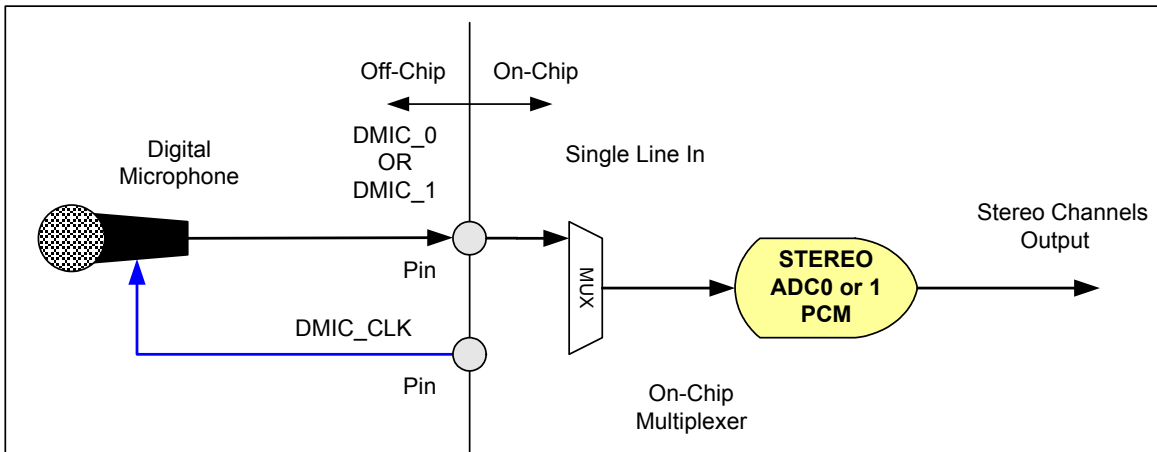 Off-Chip
On-Chip
DMIC_0
OR
DMIC_1
Digital
Microphone
Single Line In
Stereo Channels
Output
Pin
MUX
STEREO
ADC0 or 1
PCM
DMIC_CLK
Pin
On-Chip
Multiplexer